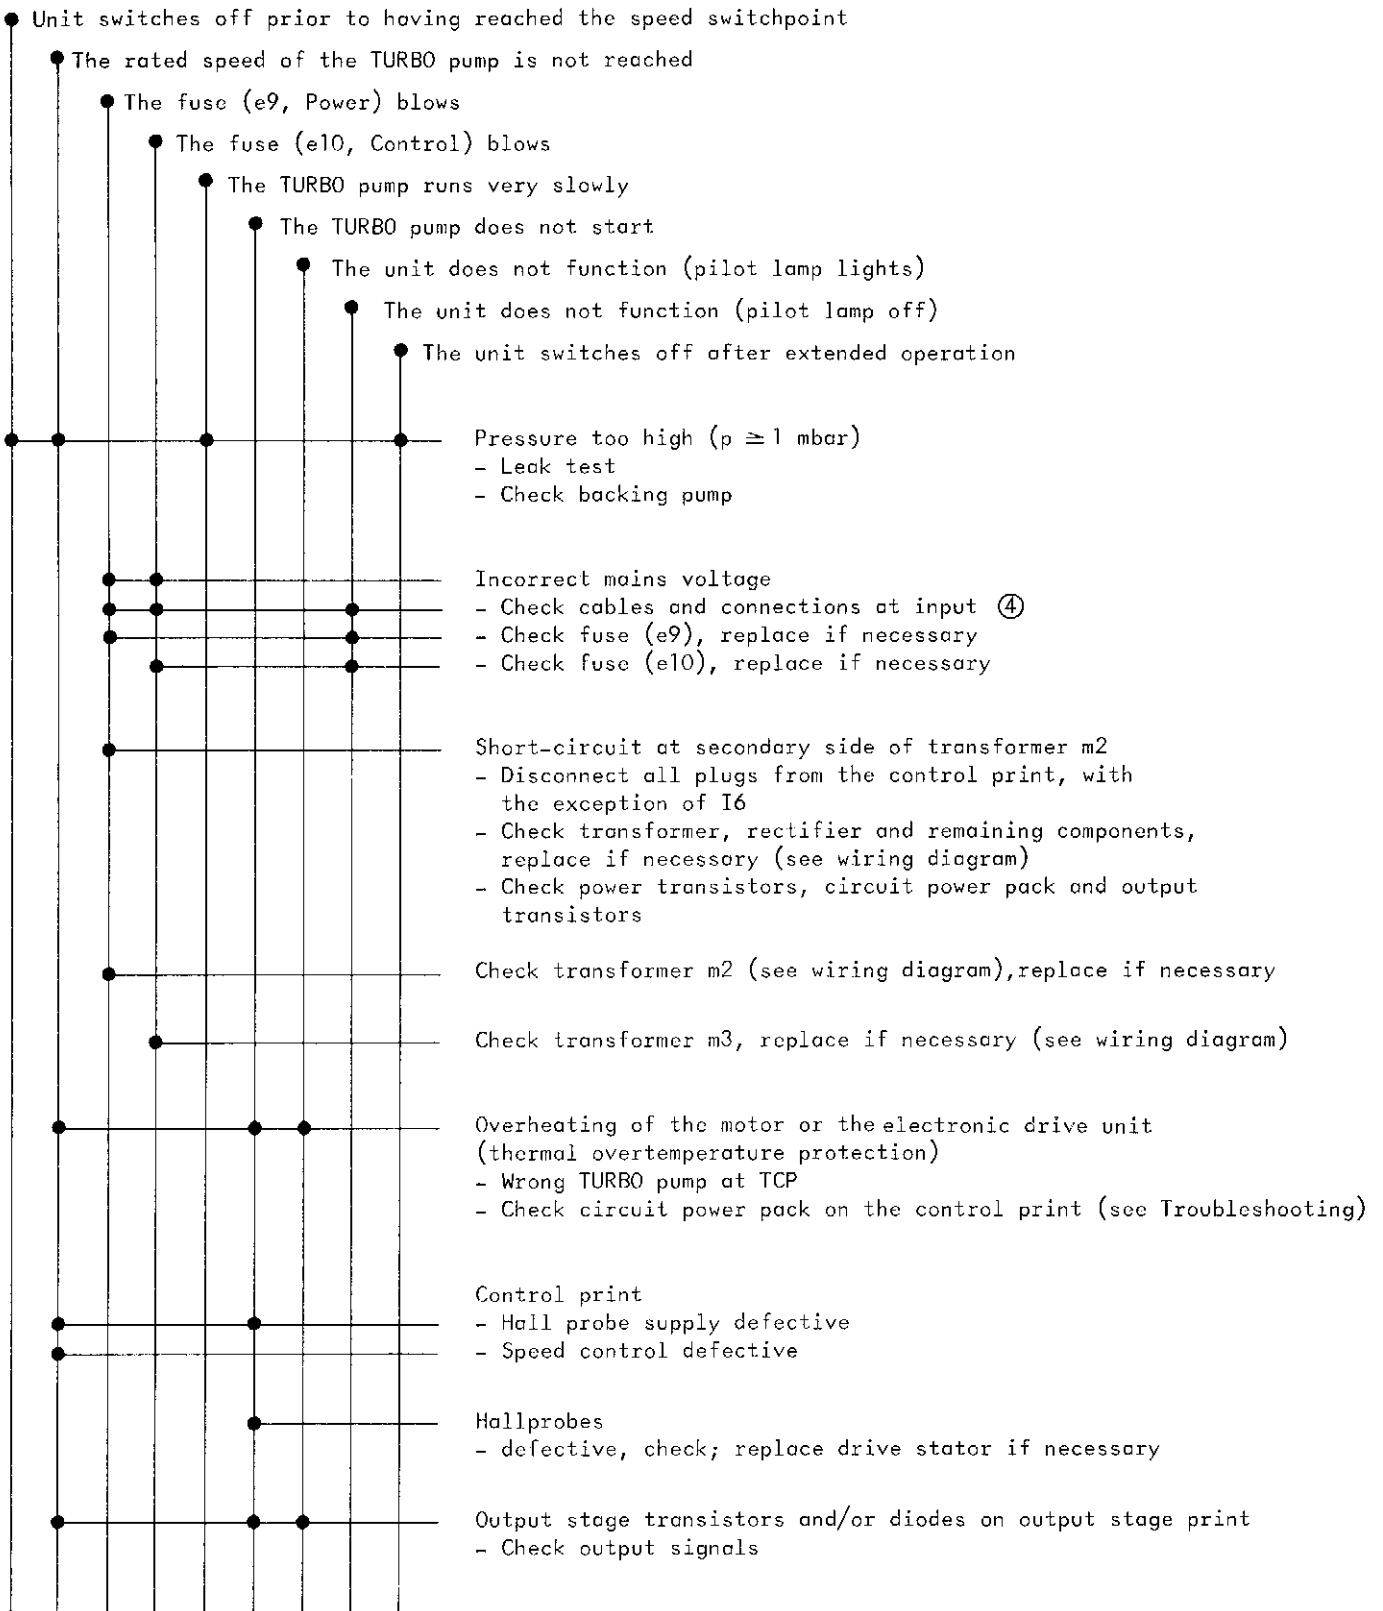 Unit switches off prior to having reached the speed switchpoint
The rated speed of the TURBO pump is not reached
The fuse (e9, Power) blows
The fuse (e10, Control) blows
The TURBO pump runs very slowly
The TURBO pump does not start
The unit does not function (pilot lamp lights)
The unit does not function (pilot lamp off)
The unit switches off after extended operation
Pressure too high (p ≥ 1 mbar)
- Leak test
- Check backing pump
Incorrect mains voltage
- Check cables and connections at input ④
- Check fuse (e9), replace if necessary
- Check fuse (e10), replace if necessary
Short-circuit at secondary side of transformer m2
- Disconnect all plugs from the control print, with
the exception of I6
- Check transformer, rectifier and remaining components,
replace if necessary (see wiring diagram)
- Check power transistors, circuit power pack and output
transistors
Check transformer m2 (see wiring diagram),replace if necessary
Check transformer m3, replace if necessary (see wiring diagram)
Overheating of the motor or the electronic drive unit
(thermal overtemperature protection)
- Wrong TURBO pump at TCP
- Check circuit power pack on the control print (see Troubleshooting)
Control print
- Hall probe supply defective
- Speed control defective
Hallprobes
- defective, check; replace drive stator if necessary
Output stage transistors and/or diodes on output stage print
- Check output signals